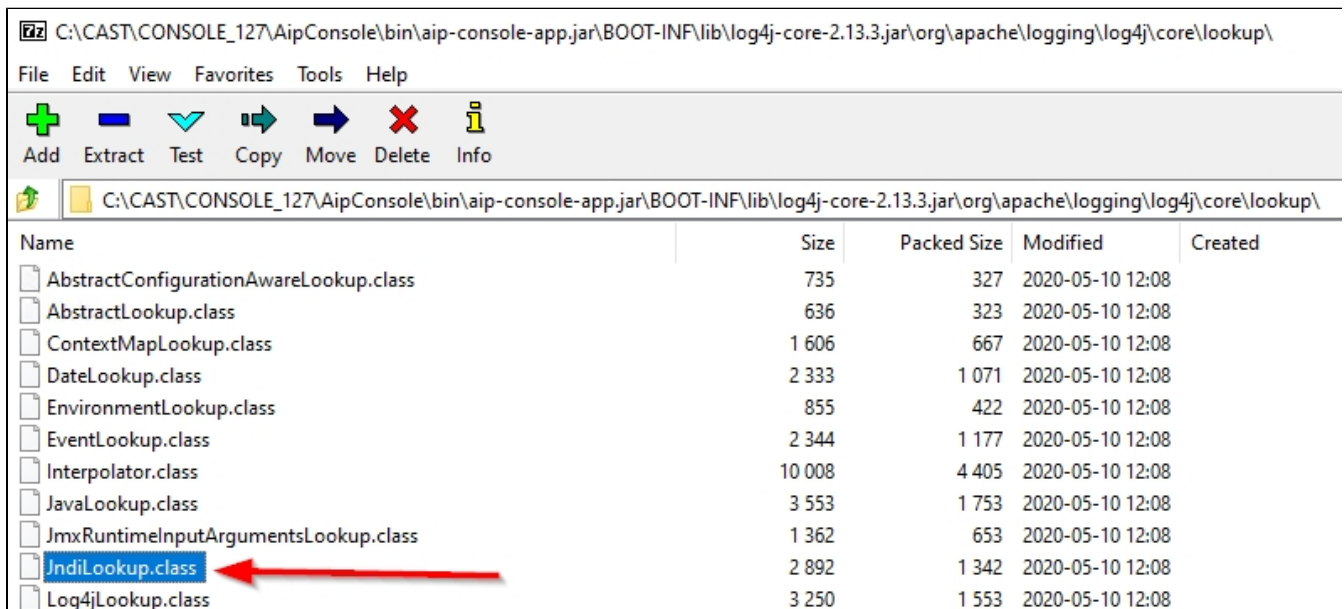 7z C:\CAST\CONSOLE_127\AipConsole\bin\aip-console-app.jar\BOOT-INF\lib\log4j-core-2.13.3.jar\org\apache\logging\log4j\core\lookup\
File Edit View Favorites Tools Help
Add Extract Test Copy Move Delete Info
C:\CAST\CONSOLE_127\AipConsole\bin\aip-console-app.jar\BOOT-INF\lib\log4j-core-2.13.3.jar\org\apache\logging\log4j\core\lookup\
Name Size Packed Size Modified Created
AbstractConfigurationAwareLookup.class 735 327 2020-05-10 12:08
AbstractLookup.class 636 323 2020-05-10 12:08
ContextMapLookup.class 1 606 667 2020-05-10 12:08
DateLookup.class 2 333 1 071 2020-05-10 12:08
EnvironmentLookup.class 855 422 2020-05-10 12:08
EventLookup.class 2 344 1 177 2020-05-10 12:08
Interpolator.class 10 008 4 405 2020-05-10 12:08
JavaLookup.class 3 553 1 753 2020-05-10 12:08
JmxRuntimeInputArgumentsLookup.class 1 362 653 2020-05-10 12:08
JndiLookup.class 2 892 1 342 2020-05-10 12:08
Log4jLookup.class 3 250 1 553 2020-05-10 12:08